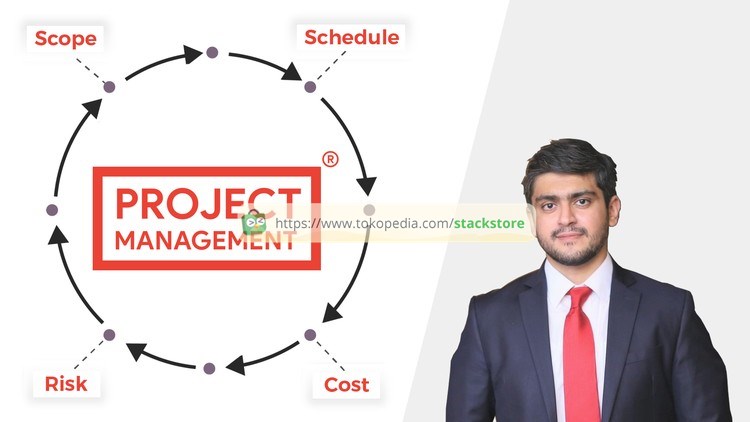 Scope
Schedule
®
PROJECT
MANAGEMENT
https://www.tokopedia.com/stackstore
Risk
Cost